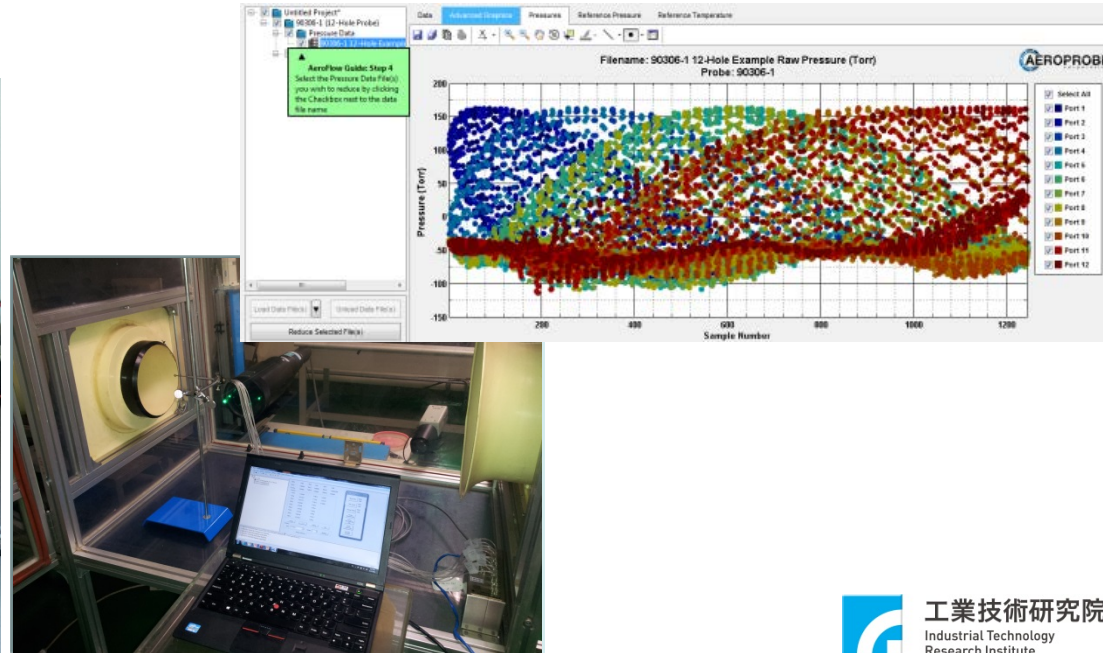 Untitled Project*
90306-1 (12-Hole Probe)
Pressure Data
90306-1 12-Hole Example
AeroFlow Guide: Step 4
Select the Pressure Data File(s)
you wish to reduce by clicking
the Checkbox next to the data
file name
Load Data File(s)
Unload Data File(s)
Reduce Selected File(s)
Data
Advanced Graphics
Pressures
Reference Pressure
Reference Temperature
Filename: 90306-1 12-Hole Example Raw Pressure (Torr)
Probe: 90306-1
AEROPROBE
Pressure (Torr)
200
150
100
50
0
-50
-100
-150
200
400
600
800
1000
1200
Sample Number
Select All
Port 1
Port 2
Port 3
Port 4
Port 5
Port 6
Port 7
Port 8
Port 9
Port 10
Port 11
Port 12
工業技術研究院
Industrial Technology
Research Institute